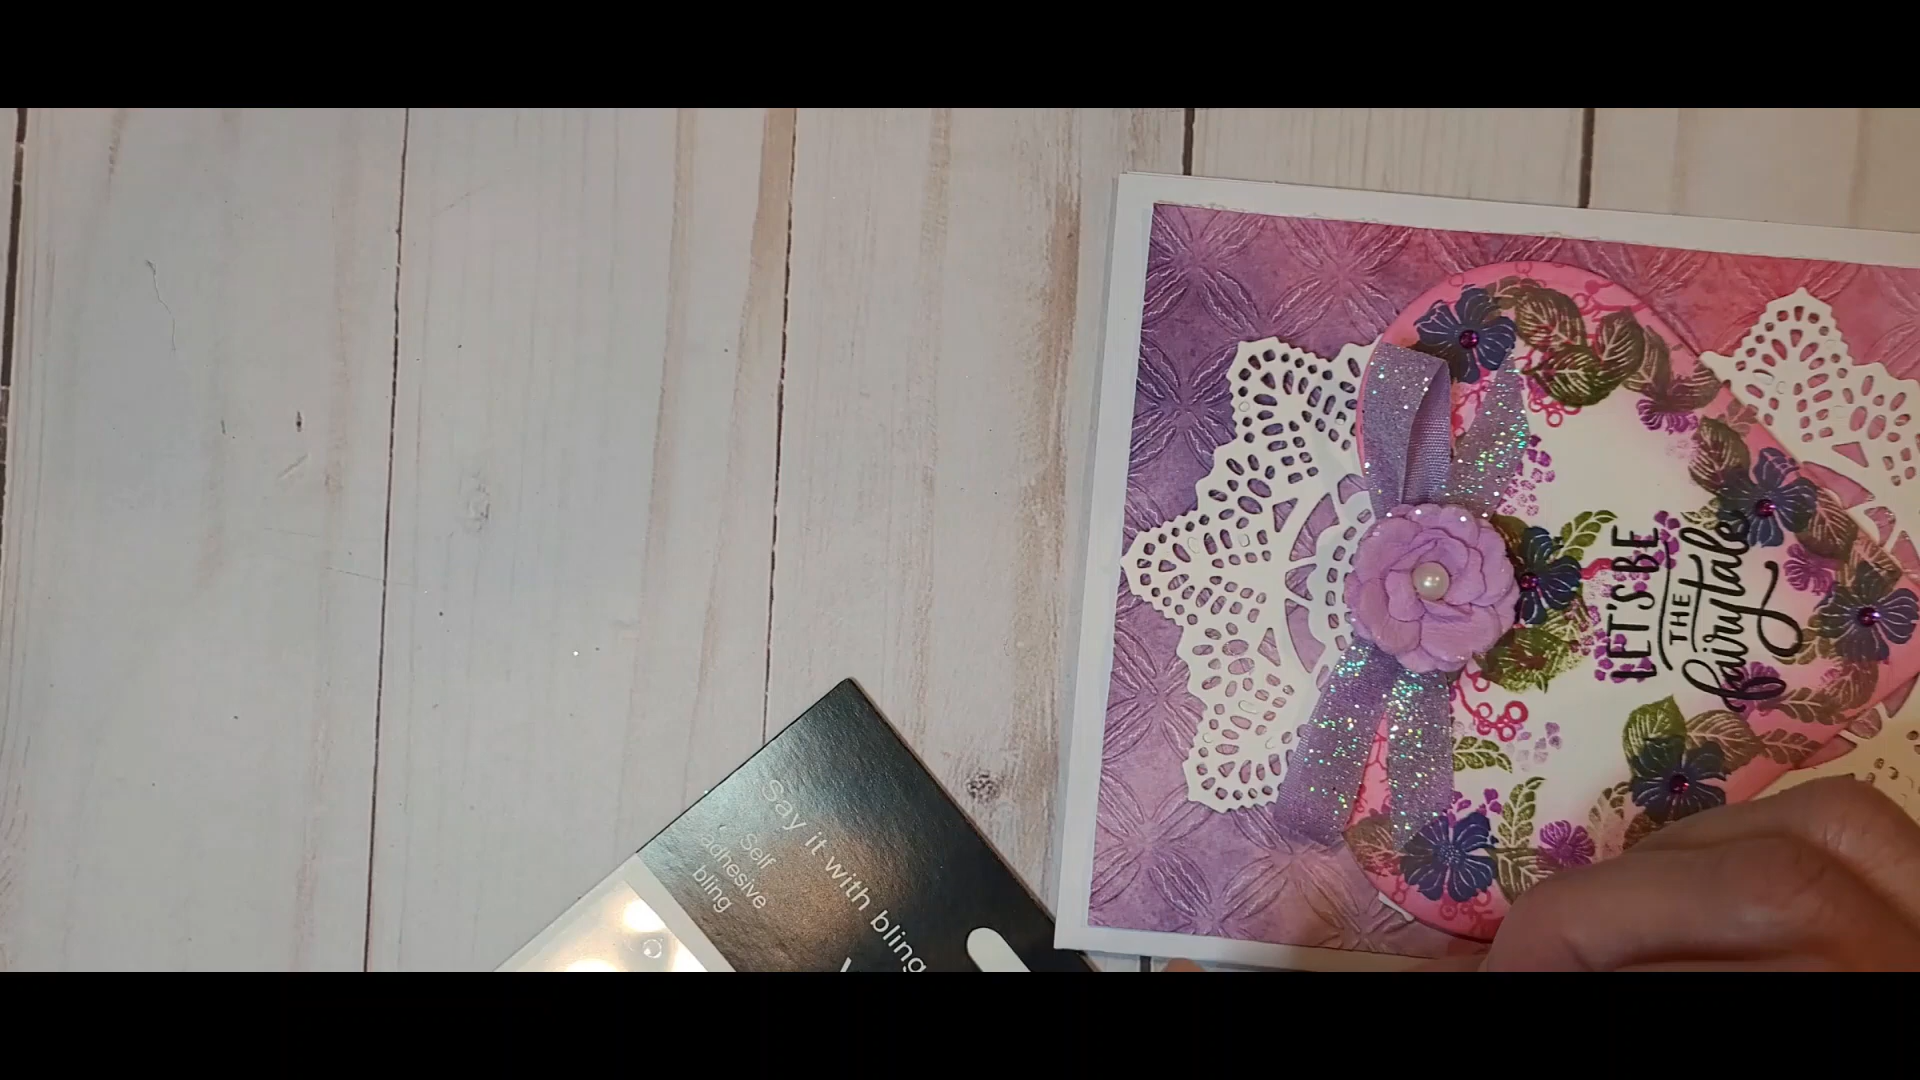 LET'S BE
THE
fairytale
Say it with bling
Self
adhesive
bling